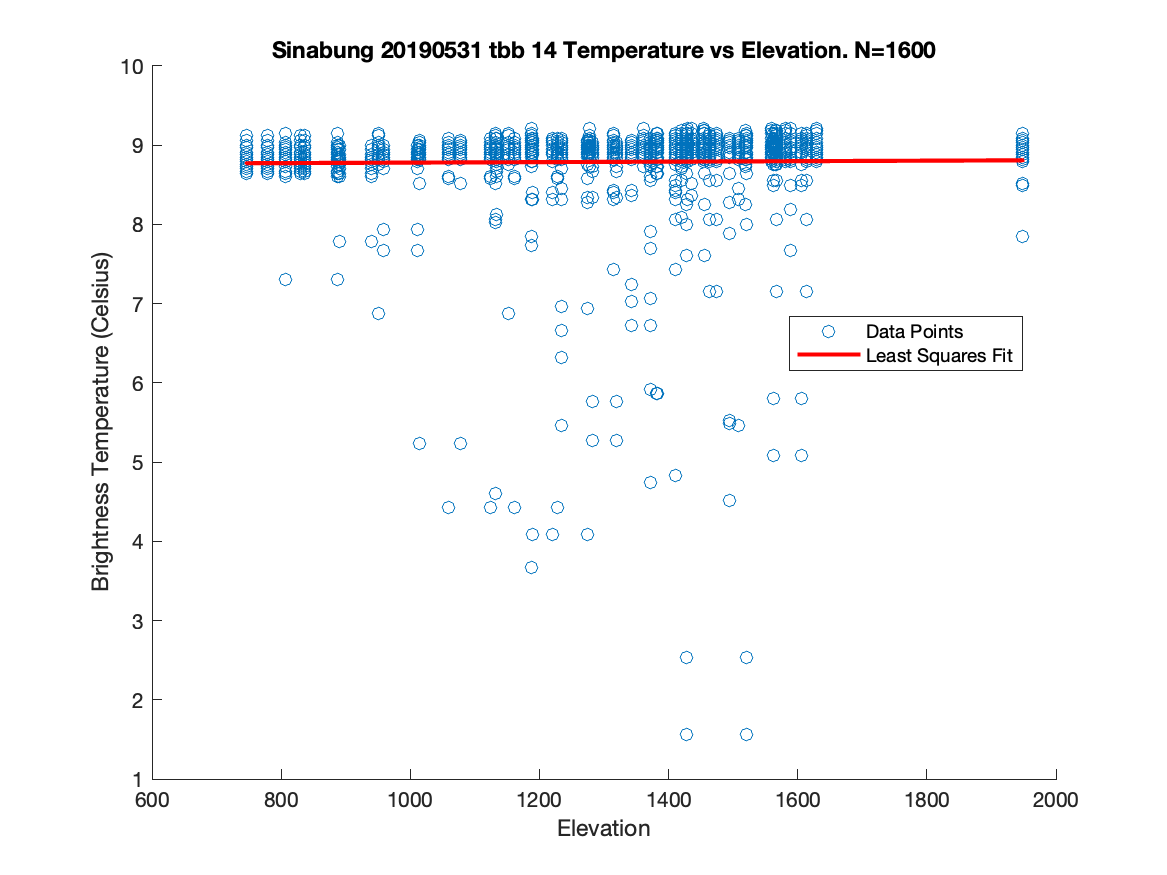 Sinabung 20190531 tbb 14 Temperature vs Elevation. N=1600
10
9
8
7
6
5
4
3
2
1
Brightness Temperature (Celsius)
Data Points
Least Squares Fit
600 800 1000 1200 1400 1600 1800 2000
Elevation